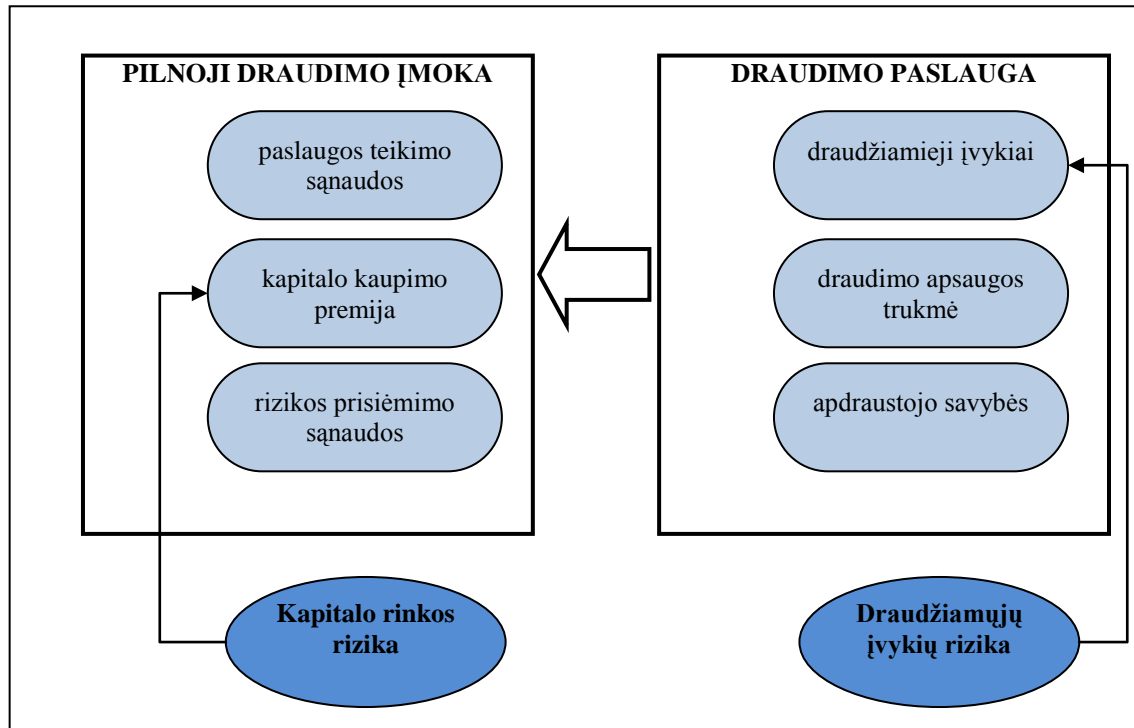 PILNOJI DRAUDIMO ĮMOKA
paslaugos teikimo
sąnaudos
kapitalo kaupimo
premija
rizikos prisiėmimo
sąnaudos
DRAUDIMO PASLAUGA
draudžiamieji įvykiai
draudimo apsaugos
trukmė
apdraustojo savybės
Kapitalo rinkos
rizika
Draudžiamųjų
įvykių rizika